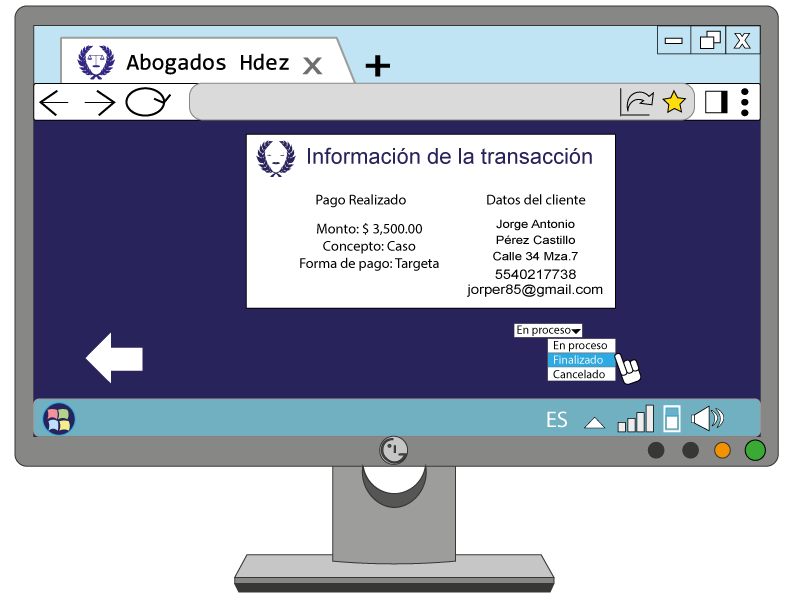 Abogados Hdez X
X
Información de la transacción
Pago Realizado
Monto: $ 3,500.00
Concepto: Caso
Forma de pago: Targeta
Datos del cliente
Jorge Antonio
Pérez Castillo
Calle 34 Mza.7
5540217738
jorper85@gmail.com
En proceso
En proceso
Finalizado
Cancelado
ES